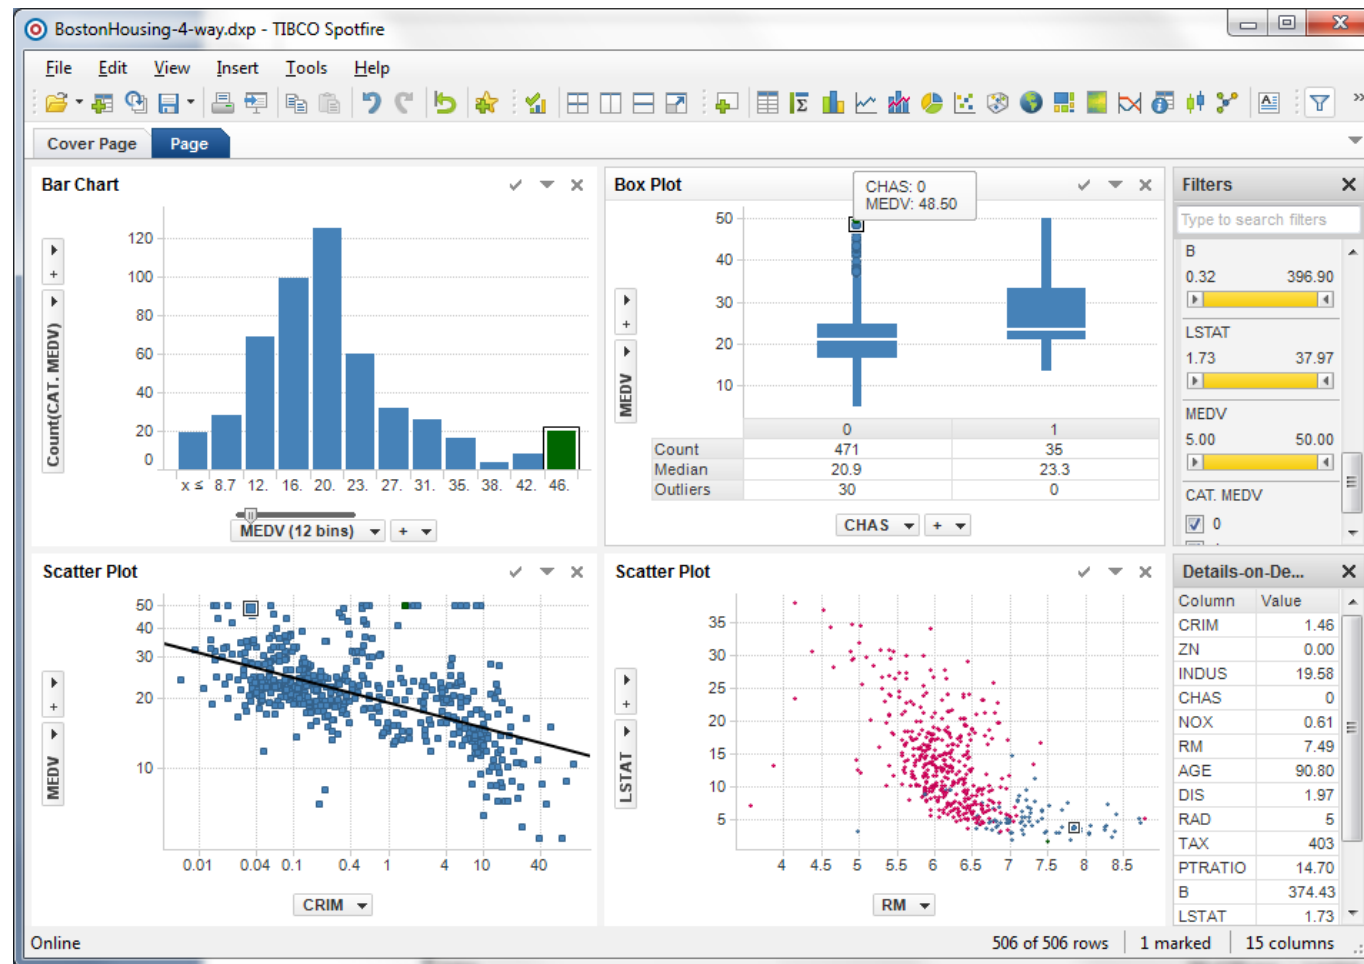 BostonHousing-4-way.dxp - TIBCO Spotfire
File Edit View Insert Tools Help
Cover Page Page
Bar Chart
120
100
80
60
40
20
0
Count(CAT. MEDV)
x ≤ 8.7 12. 16. 20. 23. 27. 31. 35. 38. 42. 46.
MEDV (12 bins) +
Box Plot
CHAS: 0
MEDV: 48.50
50
40
30
20
10
MEDV
0 1
Count 471 35
Median 20.9 23.3
Outliers 30 0
CHAS +
Filters
Type to search filters
B
0.32 396.90
LSTAT
1.73 37.97
MEDV
5.00 50.00
CAT. MEDV
0
Scatter Plot
50
40
30
20
10
MEDV
0.01 0.04 0.1 0.4 1 4 10 40
CRIM
Scatter Plot
35
30
25
20
15
10
5
LSTAT
4 4.5 5 5.5 6 6.5 7 7.5 8 8.5
RM
Details-on-De...
Column Value
CRIM 1.46
ZN 0.00
INDUS 19.58
CHAS 0
NOX 0.61
RM 7.49
AGE 90.80
DIS 1.97
RAD 5
TAX 403
PTRATIO 14.70
B 374.43
LSTAT 1.73
Online 506 of 506 rows 1 marked 15 columns